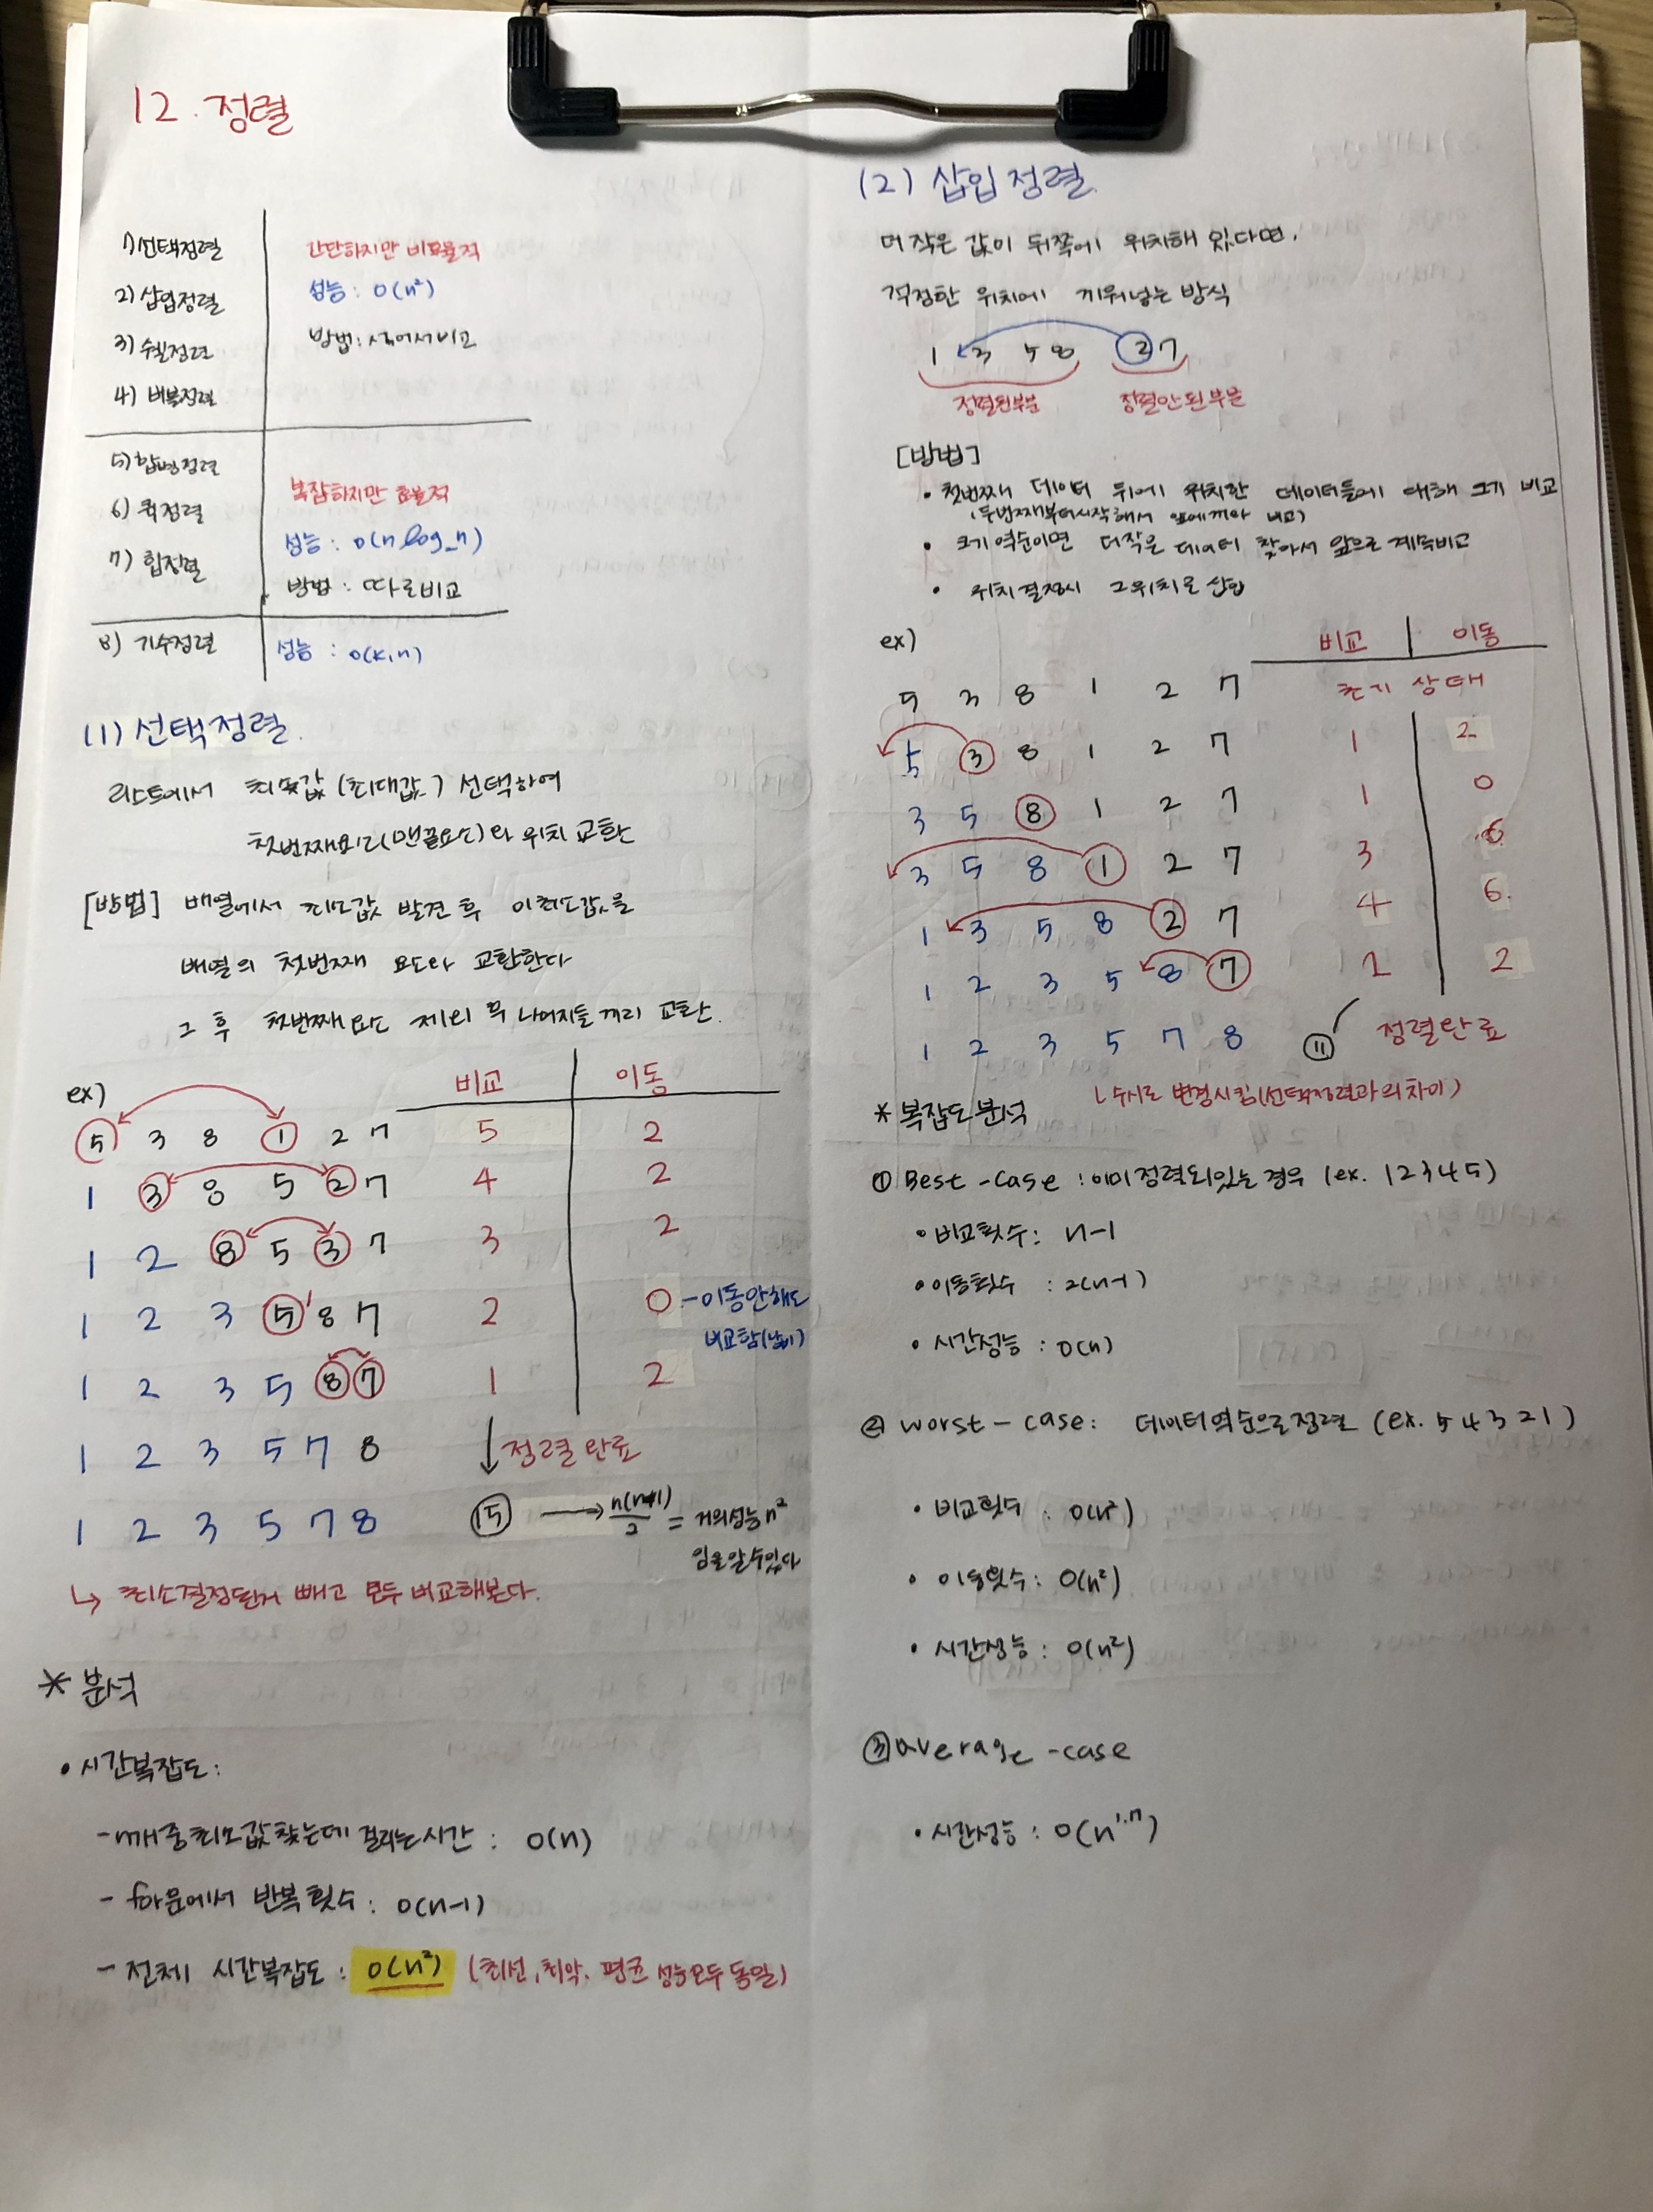 12. 정렬
1) 선택정렬
2) 삽입정렬
3) 쉘정렬
4) 버블정렬
간단하지만 비효율적
성능 : O(n²)
방법 : 섞어서비교
5) 합병정렬
6) 퀵정렬
7) 힙정렬
복잡하지만 효율적
성능 : O(n log_n)
방법 : 따로비교
8) 기수정렬
성능 : O(k,n)
(1) 선택정렬.
리스트에서 최솟값(최대값) 선택하여
첫번째요소(맨끝요소)와 위치 교환
[방법] 배열에서 최소값 발견 후 이 최소값을
배열의 첫번째 요소와 교환한다
그 후 첫번째요소 제외 후 나머지들 끼리 교환.
ex)
비교 이동
5 3 8 1 2 7 5 2
1 3 8 5 2 7 4 2
1 2 8 5 3 7 3 2
1 2 3 5 8 7 2 0 - 이동안해도
비교함(낭비)
1 2 3 5 8 7 1 2
1 2 3 5 7 8 ↓ 정렬완료
1 2 3 5 7 8 15 → n(n-1)/2 = 거의성능 n²
임을알수있다
↳ 최소결정된거 빼고 모두 비교해본다.
* 분석
• 시간복잡도:
- 매중최소값찾는데 걸리는시간 : O(n)
- for문에서 반복횟수 : O(n-1)
- 전체 시간복잡도 : O(n²) (최선, 최악, 평균 성능모두 동일)
(2) 삽입정렬.
더 작은 값이 뒤쪽에 위치해 있다면,
적절한 위치에 끼워넣는 방식
1 3 5 8 2 7
정렬된부분 정렬안된부분
[방법]
• 첫번째 데이터 뒤에 위치한 데이터들에 대해 크기 비교
(두번째부터시작해서 앞에꺼와 비교)
• 크기 역순이면 더작은 데이터 찾아서 앞으로 계속비교
• 위치결정시 그위치로 삽입
ex)
비교 이동
5 3 8 1 2 7 초기 상태
5 3 8 1 2 7 1 2
3 5 8 1 2 7 1 0
3 5 8 1 2 7 3 6
1 3 5 8 2 7 4 6.
1 2 3 5 8 7 2 2
1 2 3 5 7 8 11 정렬완료
↳ 수시로 변경시킴(선택정렬과의 차이)
* 복잡도분석
① Best-case : 이미 정렬되있는 경우 (ex. 1 2 3 4 5)
• 비교횟수 : n-1
• 이동횟수 : 2(n-1)
• 시간성능 : O(n)
② worst-case: 데이터역순으로정렬 (ex. 5 4 3 2 1)
• 비교횟수 : O(n²)
• 이동횟수 : O(n²)
• 시간성능 : O(n²)
③ average-case
• 시간성능 : O(n¹·⁷)